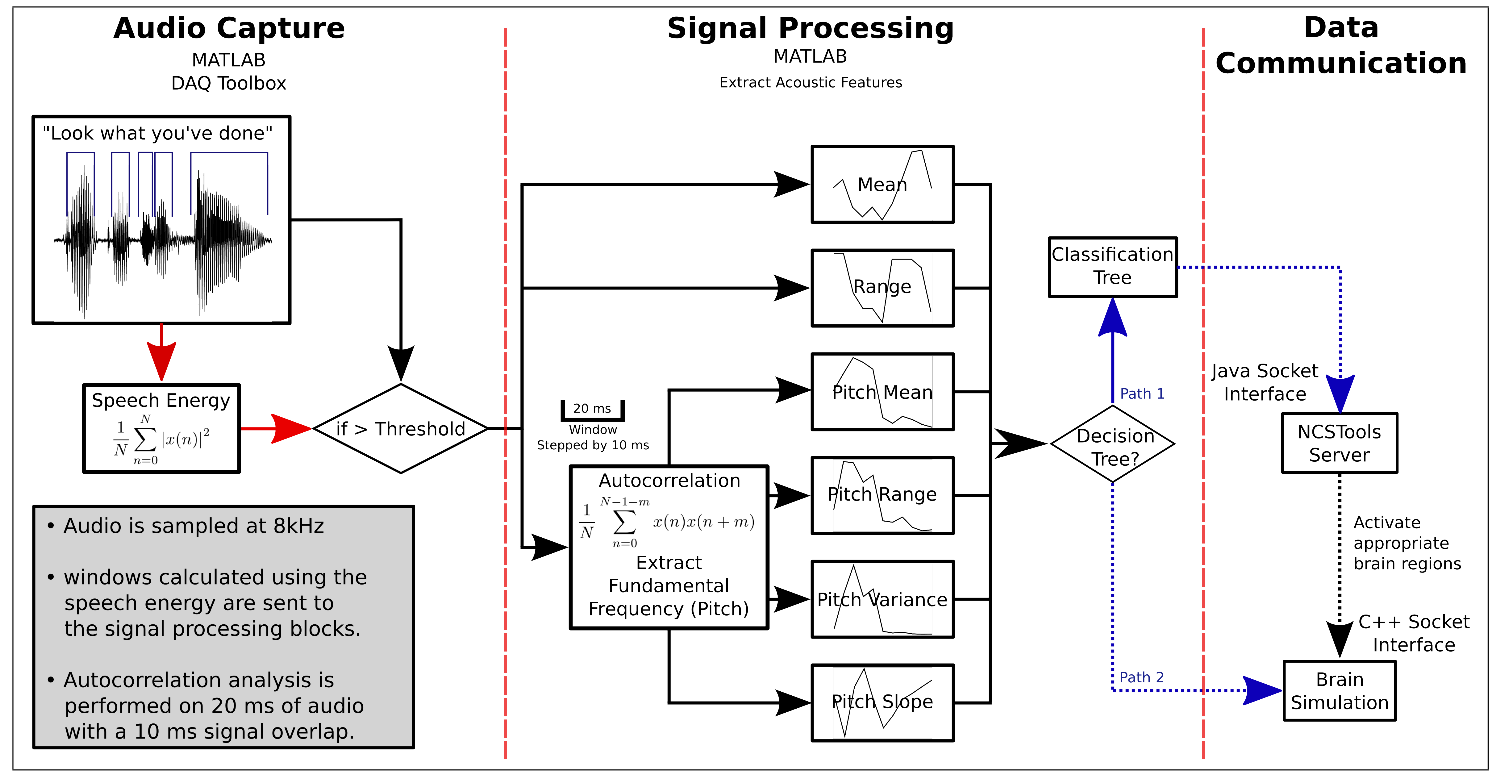 Audio Capture
MATLAB
DAQ Toolbox
"Look what you've done"
Speech Energy
\frac{1}{N}\sum_{n=0}^{N}|x(n)|^2
if > Threshold
• Audio is sampled at 8kHz
• windows calculated using the
speech energy are sent to
the signal processing blocks.
• Autocorrelation analysis is
performed on 20 ms of audio
with a 10 ms signal overlap.
Signal Processing
MATLAB
Extract Acoustic Features
20 ms
Window
Stepped by 10 ms
Autocorrelation
\frac{1}{N}\sum_{n=0}^{N-1-m}x(n)x(n+m)
Extract
Fundamental
Frequency (Pitch)
Mean
Range
Pitch Mean
Pitch Range
Pitch Variance
Pitch Slope
Classification
Tree
Path 1
Decision
Tree?
Path 2
Data
Communication
Java Socket
Interface
NCSTools
Server
Activate
appropriate
brain regions
C++ Socket
Interface
Brain
Simulation